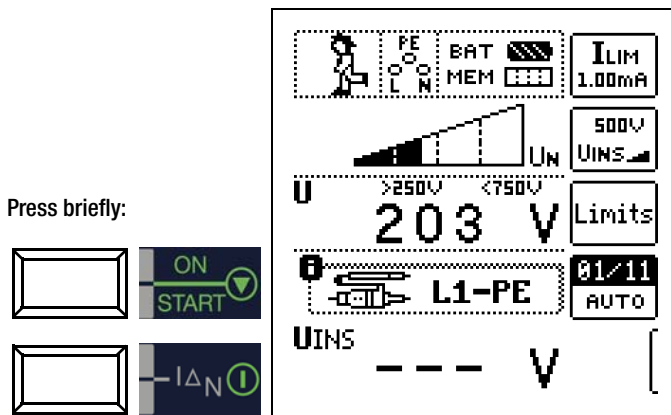 Press briefly:
ON
START
I∆N
PE
L N
BAT
MEM
ILIM
1.00mA
500V
UINS
UN
U
>250V <750V
203 V
Limits
L1-PE
01/11
AUTO
UINS
--- V